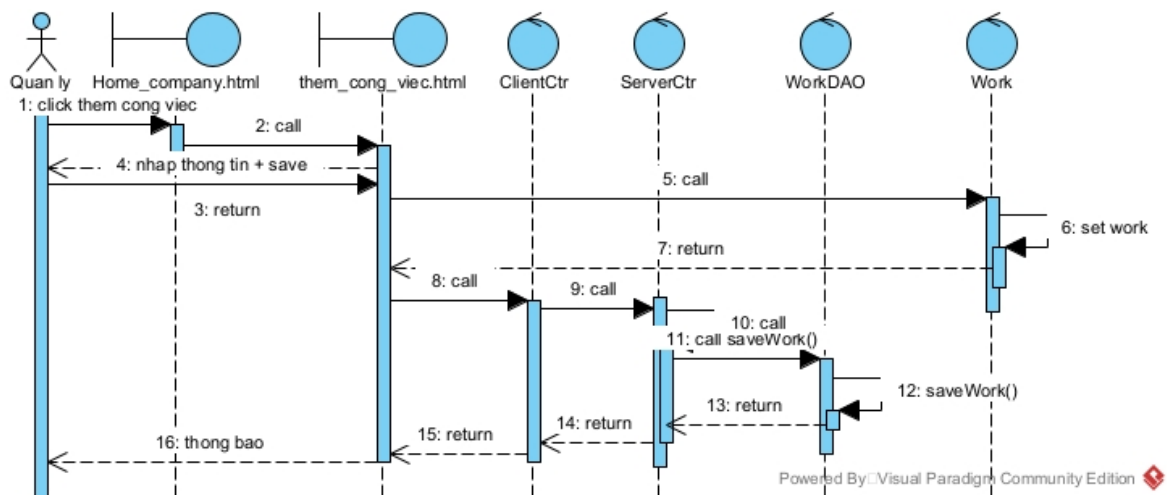 Quan ly
Home_company.html
them_cong_viec.html
ClientCtr
ServerCtr
WorkDAO
Work
1: click them cong viec
2: call
4: nhap thong tin + save
5: call
3: return
6: set work
7: return
8: call
9: call
10: call
11: call saveWork()
12: saveWork()
13: return
14: return
15: return
16: thong bao
Powered By Visual Paradigm Community Edition